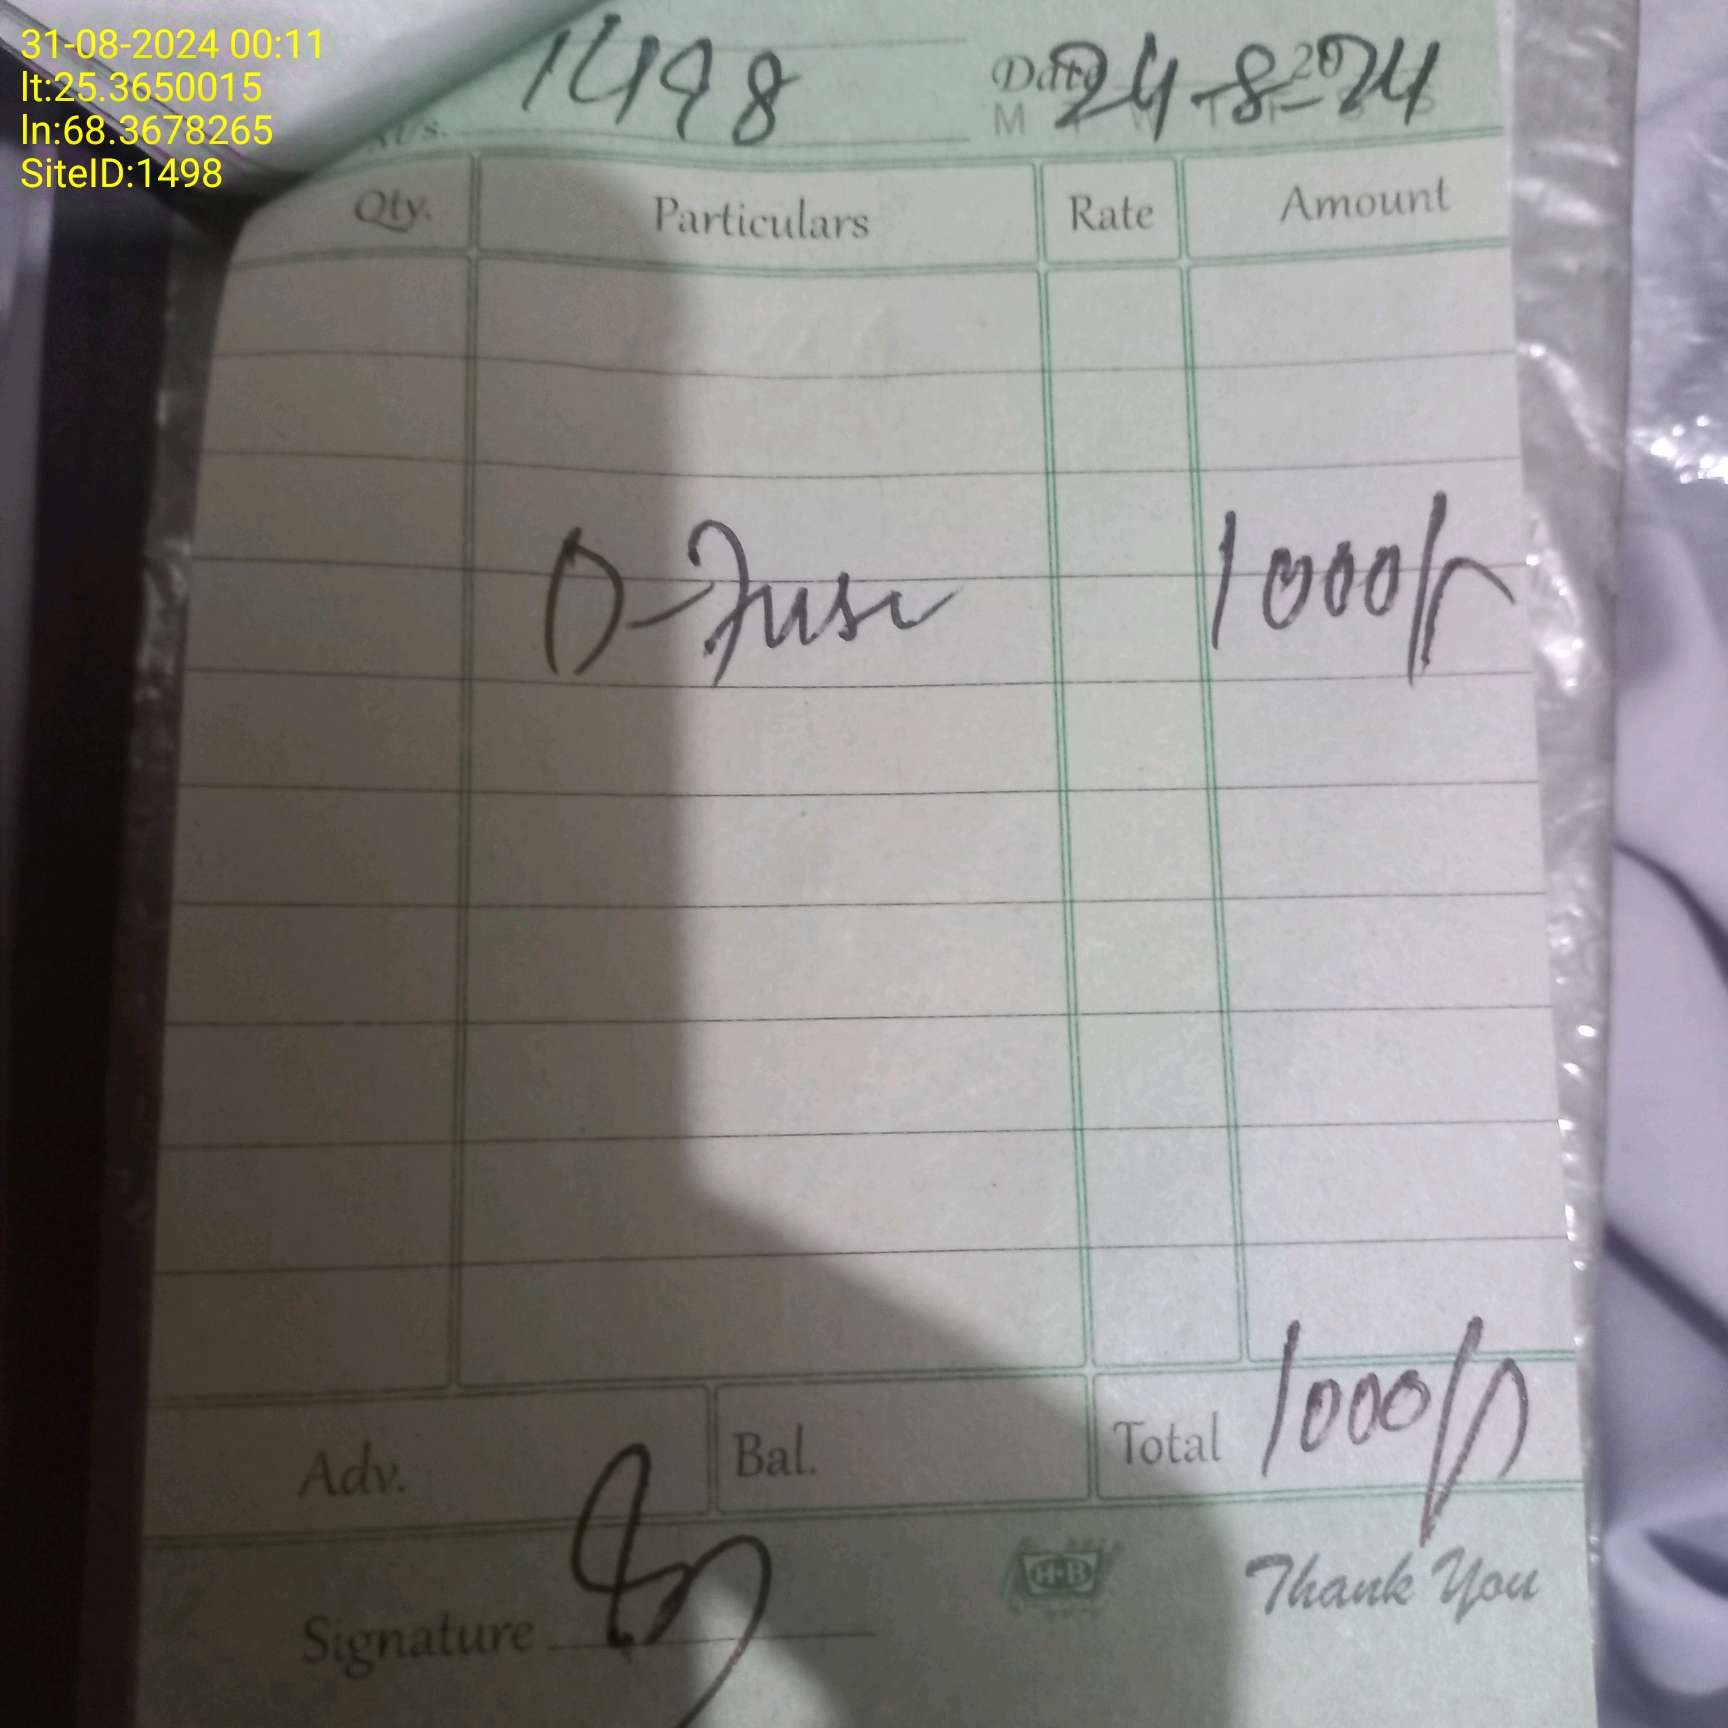 31-08-2024 00:11
lt:25.3650015
ln:68.3678265
SiteID:1498
M/s. 1498
Date 24-8-2024
Qty. Particulars Rate Amount
D-Fuse 1000/-
Adv. Bal. Total 1000/-
Signature
H-B
Thank You